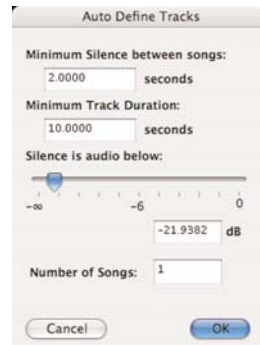 Auto Define Tracks
Minimum Silence between songs:
2.0000 seconds
Minimum Track Duration:
10.0000 seconds
Silence is audio below:
-∞ -6 0
-21.9382 dB
Number of Songs: 1
Cancel OK